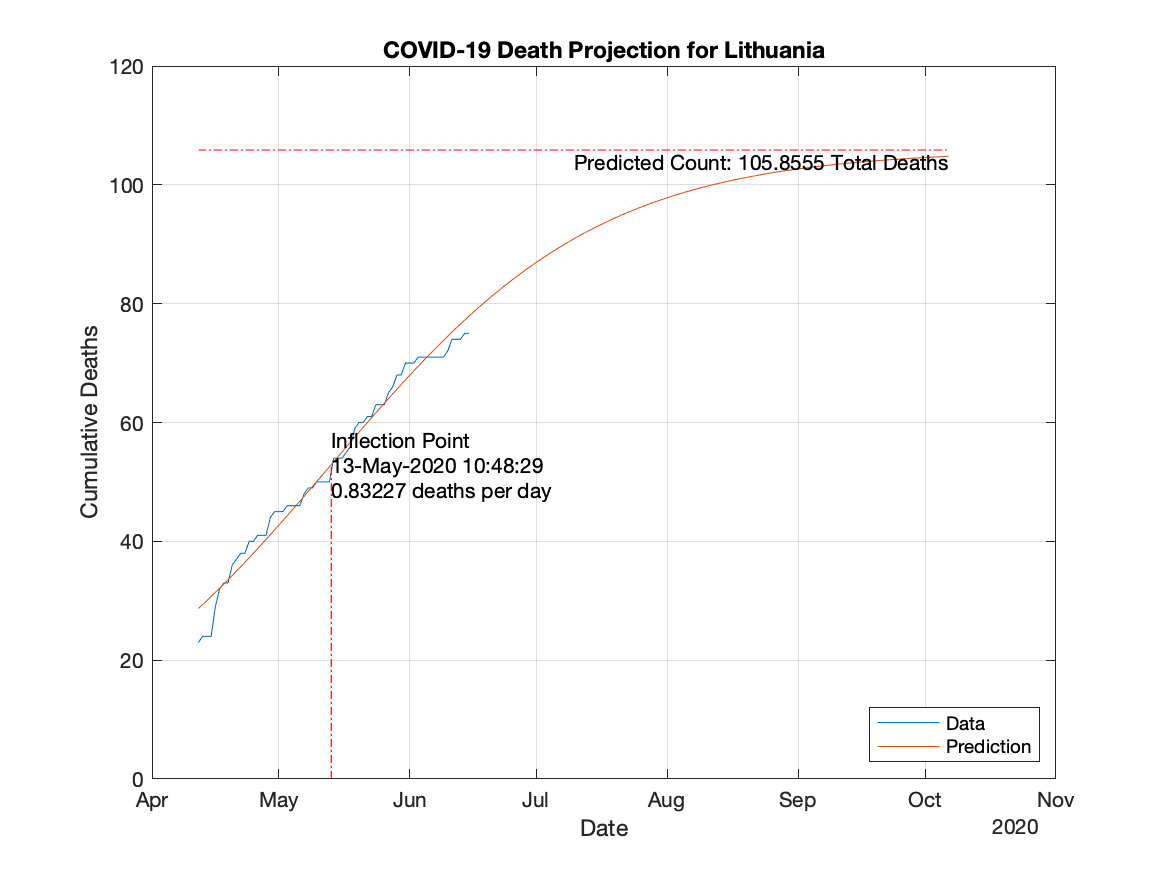 COVID-19 Death Projection for Lithuania
120
100
80
60
40
20
0
Cumulative Deaths
Predicted Count: 105.8555 Total Deaths
Inflection Point
13-May-2020 10:48:29
0.83227 deaths per day
Data
Prediction
Apr May Jun Jul Aug Sep Oct Nov
Date
2020